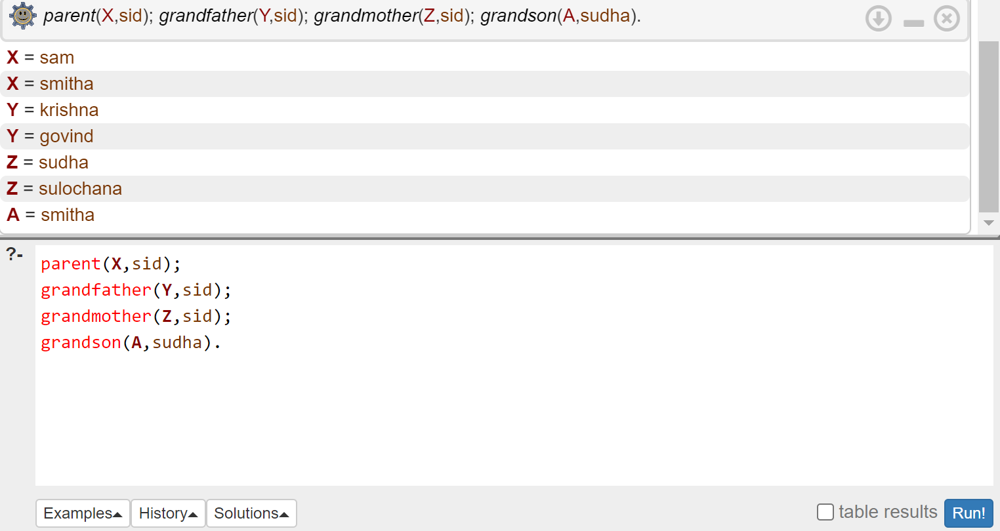 parent(X,sid); grandfather(Y,sid); grandmother(Z,sid); grandson(A,sudha).
X = sam
X = smitha
Y = krishna
Y = govind
Z = sudha
Z = sulochana
A = smitha
?-
parent(X,sid);
grandfather(Y,sid);
grandmother(Z,sid);
grandson(A,sudha).
Examples History Solutions table results Run!